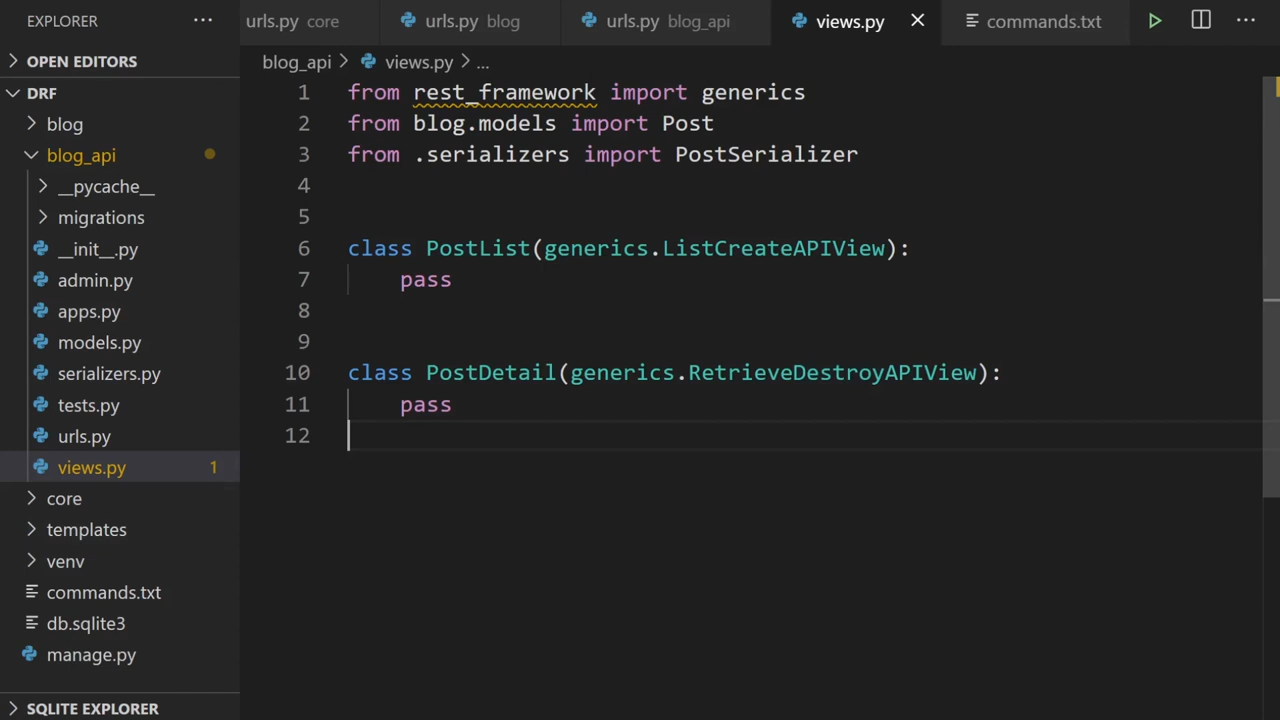 EXPLORER ...
urls.py core
urls.py blog
urls.py blog_api
views.py
commands.txt
OPEN EDITORS
DRF
blog
blog_api
__pycache__
migrations
__init__.py
admin.py
apps.py
models.py
serializers.py
tests.py
urls.py
views.py 1
core
templates
venv
commands.txt
db.sqlite3
manage.py
SQLITE EXPLORER
blog_api > views.py > ...
1 from rest_framework import generics
2 from blog.models import Post
3 from .serializers import PostSerializer
4
5
6 class PostList(generics.ListCreateAPIView):
7 pass
8
9
10 class PostDetail(generics.RetrieveDestroyAPIView):
11 pass
12